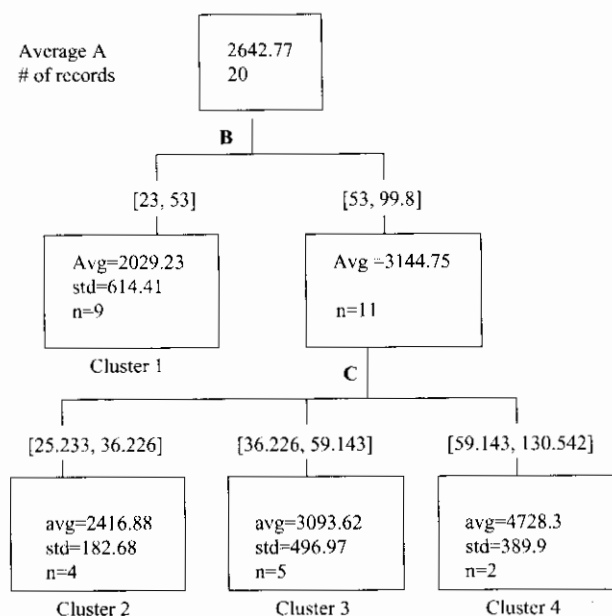 Average A
# of records
2642.77
20
B
[23, 53]
[53, 99.8]
Avg=2029.23
std=614.41
n=9
Avg =3144.75
n=11
Cluster 1
C
[25.233, 36.226]
[36.226, 59.143]
[59.143, 130.542]
avg=2416.88
std=182.68
n=4
avg=3093.62
std=496.97
n=5
avg=4728.3
std=389.9
n=2
Cluster 2
Cluster 3
Cluster 4